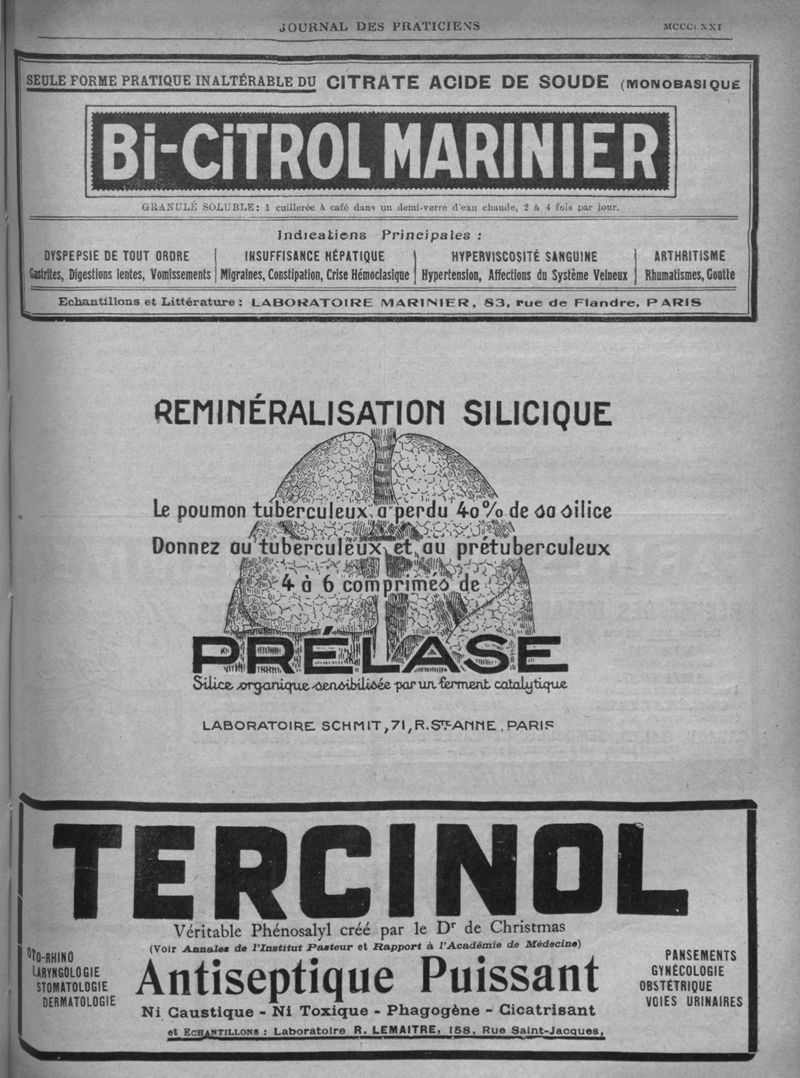 JOURNAL DES PRATICIENS
SEULE FORME PRATIQUE INALTÉRABLE DU CITRATE ACIDE DE SOUDE (MONOBASIQUE
Bi-CiTROL MARINIER
GRANULÉ SOLUBLE: 1 cuillerée à café dans un demi-verre d'eau chaude, 2 à 4 fois par jour.
Indications Principales :
DYSPEPSIE DE TOUT ORDRE
Gastrites, Digestions lentes, Vomissements
INSUFFISANCE HÉPATIQUE
Migraines, Constipation, Crise Hémoclasique
HYPERVISCOSITÉ SANGUINE
Hypertension, Affections du Système Veineux
ARTHRITISME
Rhumatismes, Goutte
Echantillons et Littérature: LABORATOIRE MARINIER, 83, rue de Flandre, PARIS
REMINÉRALISATION SILICIQUE
Le poumon tuberculeux a perdu 40% de sa silice
Donnez au tuberculeux et au prétuberculeux
4 à 6 comprimés de
PRÉLASE
Silice organique sensibilisée par un ferment catalytique
LABORATOIRE SCHMIT, 71, R. STE-ANNE, PARIS
TERCINOL
Véritable Phénosalyl créé par le Dr de Christmas
(Voir Annales de l'Institut Pasteur et Rapport à l'Académie de Médecine)
OTO-RHINO
LARYNGOLOGIE
STOMATOLOGIE
DERMATOLOGIE
Antiseptique Puissant
PANSEMENTS
GYNÉCOLOGIE
OBSTÉTRIQUE
VOIES URINAIRES
Ni Caustique - Ni Toxique - Phagogène - Cicatrisant
et ECHANTILLONS : Laboratoire R. LEMAITRE, 158, Rue Saint-Jacques,